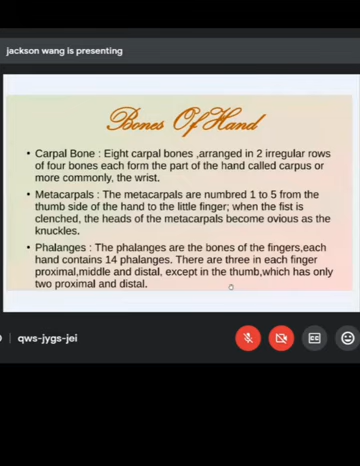 jackson wang is presenting
Bones Of Hand
• Carpal Bone : Eight carpal bones ,arranged in 2 irregular rows
of four bones each form the part of the hand called carpus or
more commonly, the wrist.
• Metacarpals : The metacarpals are numbred 1 to 5 from the
thumb side of the hand to the little finger; when the fist is
clenched, the heads of the metacarpals become ovious as the
knuckles.
• Phalanges : The phalanges are the bones of the fingers,each
hand contains 14 phalanges. There are three in each finger
proximal,middle and distal, except in the thumb,which has only
two proximal and distal.
qws-jygs-jei
CC